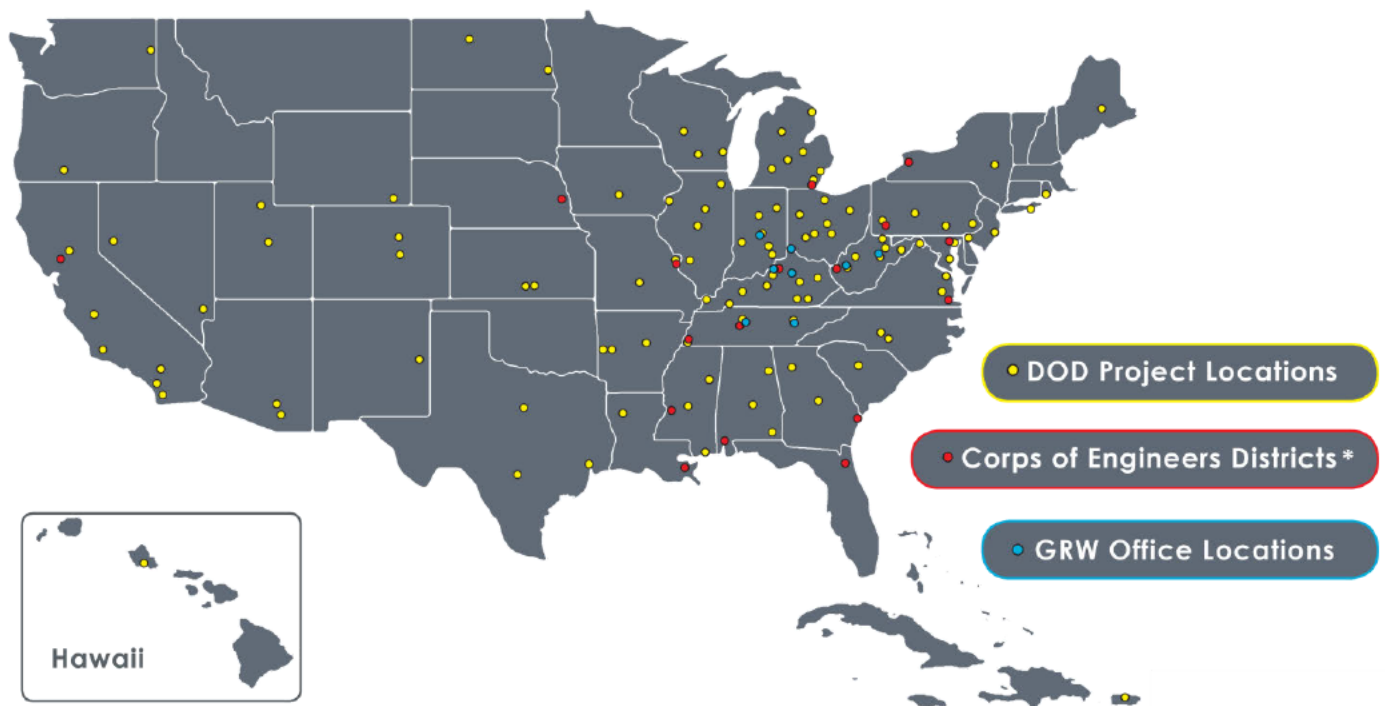 DOD Project Locations
Corps of Engineers Districts*
GRW Office Locations
Hawaii